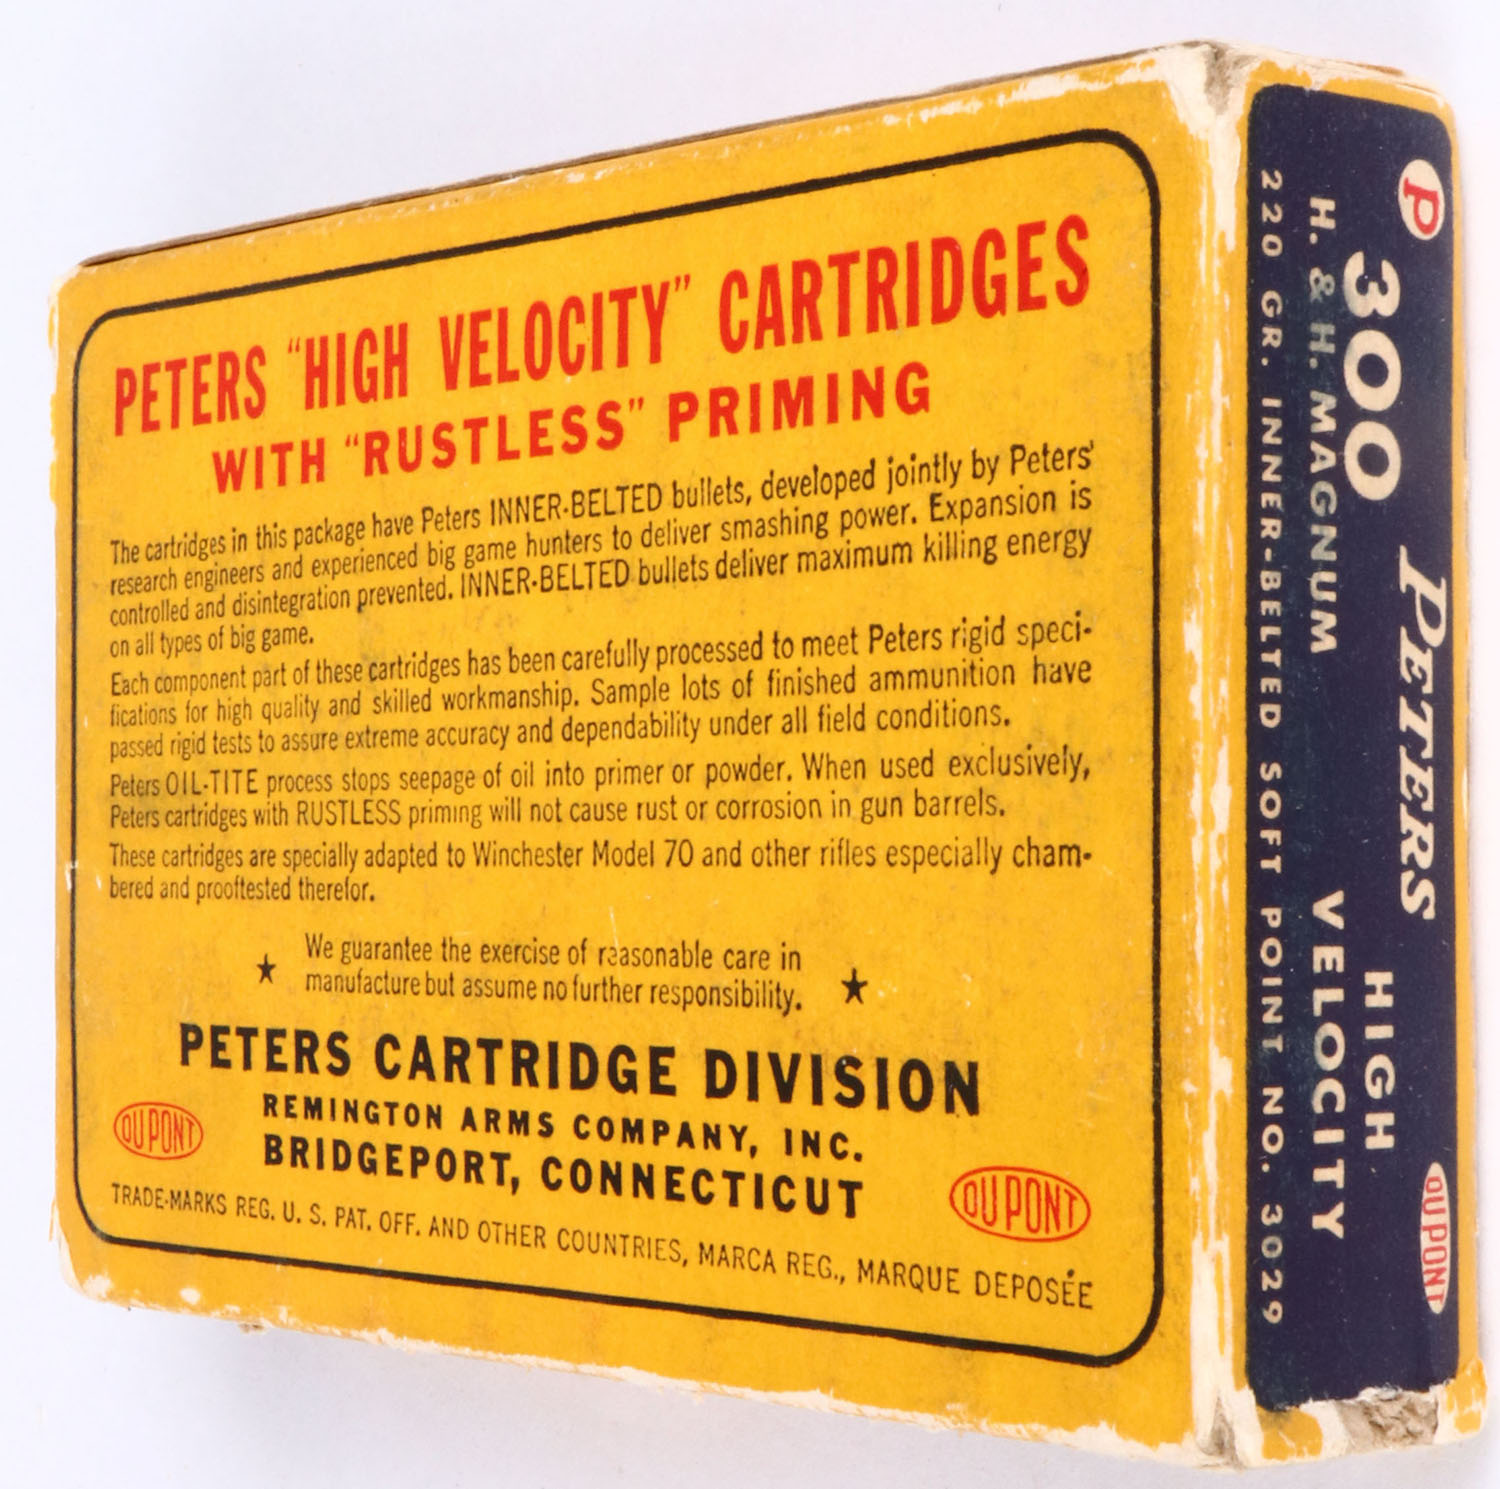 PETERS "HIGH VELOCITY" CARTRIDGES
WITH "RUSTLESS" PRIMING
The cartridges in this package have Peters INNER-BELTED bullets, developed jointly by Peters'
research engineers and experienced big game hunters to deliver smashing power. Expansion is
controlled and disintegration prevented. INNER-BELTED bullets deliver maximum killing energy
on all types of big game.
Each component part of these cartridges has been carefully processed to meet Peters rigid speci-
fications for high quality and skilled workmanship. Sample lots of finished ammunition have
passed rigid tests to assure extreme accuracy and dependability under all field conditions.
Peters OIL-TITE process stops seepage of oil into primer or powder. When used exclusively,
Peters cartridges with RUSTLESS priming will not cause rust or corrosion in gun barrels.
These cartridges are specially adapted to Winchester Model 70 and other rifles especially cham-
bered and prooftested therefor.
★ We guarantee the exercise of reasonable care in
manufacture but assume no further responsibility. ★
PETERS CARTRIDGE DIVISION
REMINGTON ARMS COMPANY, INC.
BRIDGEPORT, CONNECTICUT
DU PONT
DU PONT
TRADE-MARKS REG. U. S. PAT. OFF. AND OTHER COUNTRIES, MARCA REG., MARQUE DEPOSÉE
P PETERS DU PONT
300 HIGH
H. & H. MAGNUM VELOCITY
220 GR. INNER-BELTED SOFT POINT NO. 3029